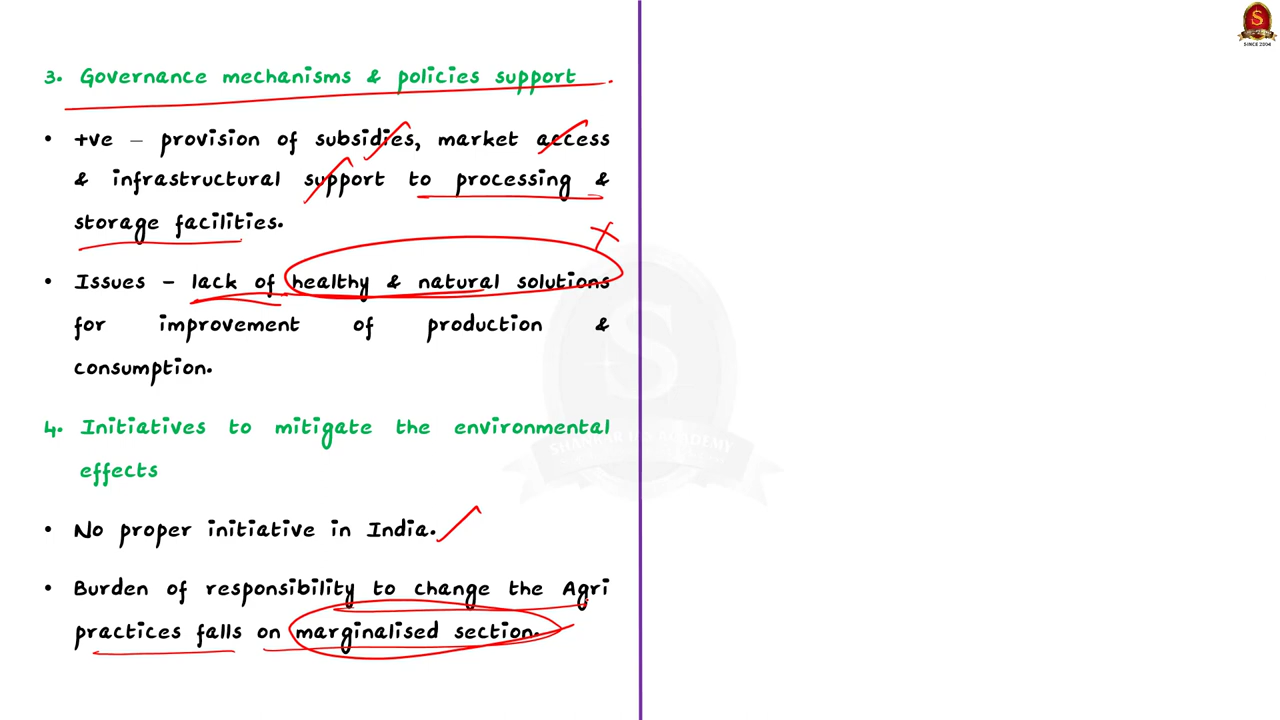 3. Governance mechanisms & policies support
• +ve – provision of subsidies, market access
& infrastructural support to processing &
storage facilities.
• Issues – lack of healthy & natural solutions
for improvement of production &
consumption.
4. Initiatives to mitigate the environmental
effects
• No proper initiative in India.
• Burden of responsibility to change the Agri
practices falls on marginalised section.
S
SINCE 2004